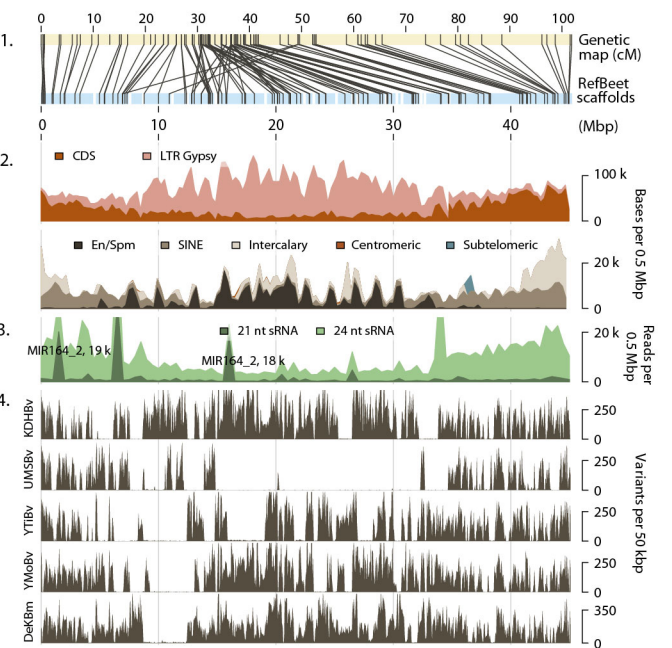 0 10 20 30 40 50 60 70 80 90 100
1.
Genetic
map (cM)
RefBeet
scaffolds
0 10 20 30 40 (Mbp)
2.
CDS LTR Gypsy
100 k
0
En/Spm SINE Intercalary Centromeric Subtelomeric
20 k
0
Bases per 0.5 Mbp
3.
21 nt sRNA 24 nt sRNA
MIR164_2, 19 k
MIR164_2, 18 k
20 k
0
Reads per
0.5 Mbp
4.
KDHBv
250
0
UMSBv
250
0
YTiBv
250
0
YMoBv
250
0
DeKBm
350
0
Variants per 50 kbp